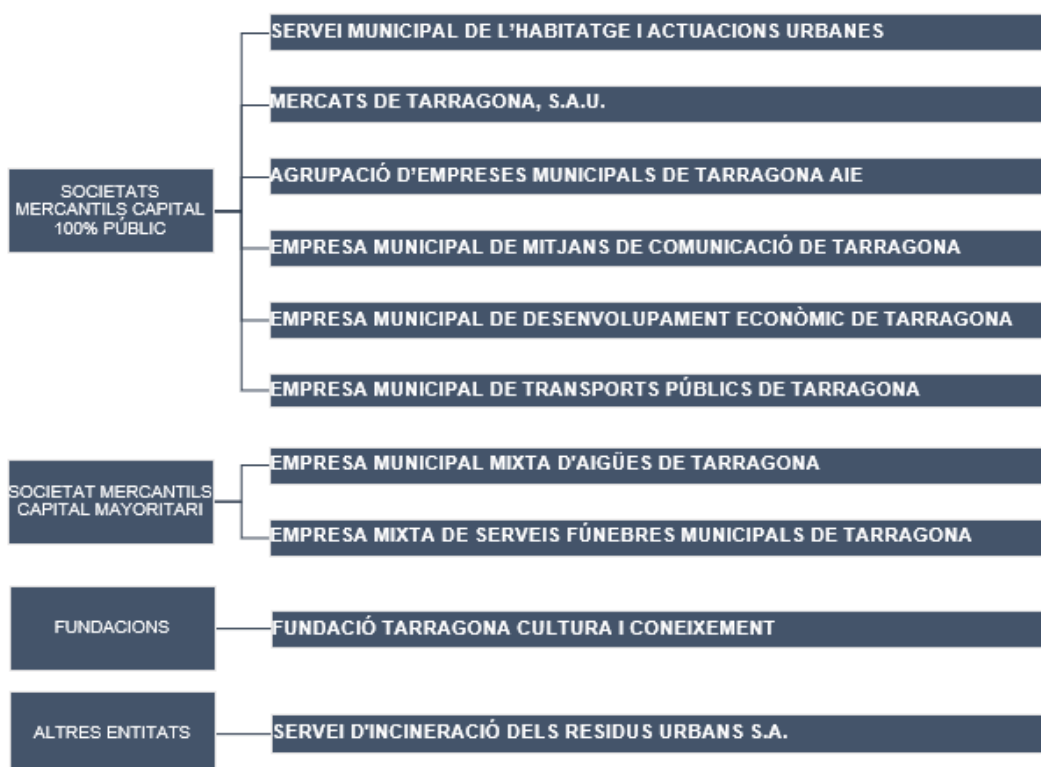 SOCIETATS
MERCANTILS CAPITAL
100% PÚBLIC
SERVEI MUNICIPAL DE L’HABITATGE I ACTUACIONS URBANES
MERCATS DE TARRAGONA, S.A.U.
AGRUPACIÓ D’EMPRESES MUNICIPALS DE TARRAGONA AIE
EMPRESA MUNICIPAL DE MITJANS DE COMUNICACIÓ DE TARRAGONA
EMPRESA MUNICIPAL DE DESENVOLUPAMENT ECONÒMIC DE TARRAGONA
EMPRESA MUNICIPAL DE TRANSPORTS PÚBLICS DE TARRAGONA
SOCIETAT MERCANTILS
CAPITAL MAYORITARI
EMPRESA MUNICIPAL MIXTA D'AIGÜES DE TARRAGONA
EMPRESA MIXTA DE SERVEIS FÚNEBRES MUNICIPALS DE TARRAGONA
FUNDACIONS
FUNDACIÓ TARRAGONA CULTURA I CONEIXEMENT
ALTRES ENTITATS
SERVEI D'INCINERACIÓ DELS RESIDUS URBANS S.A.